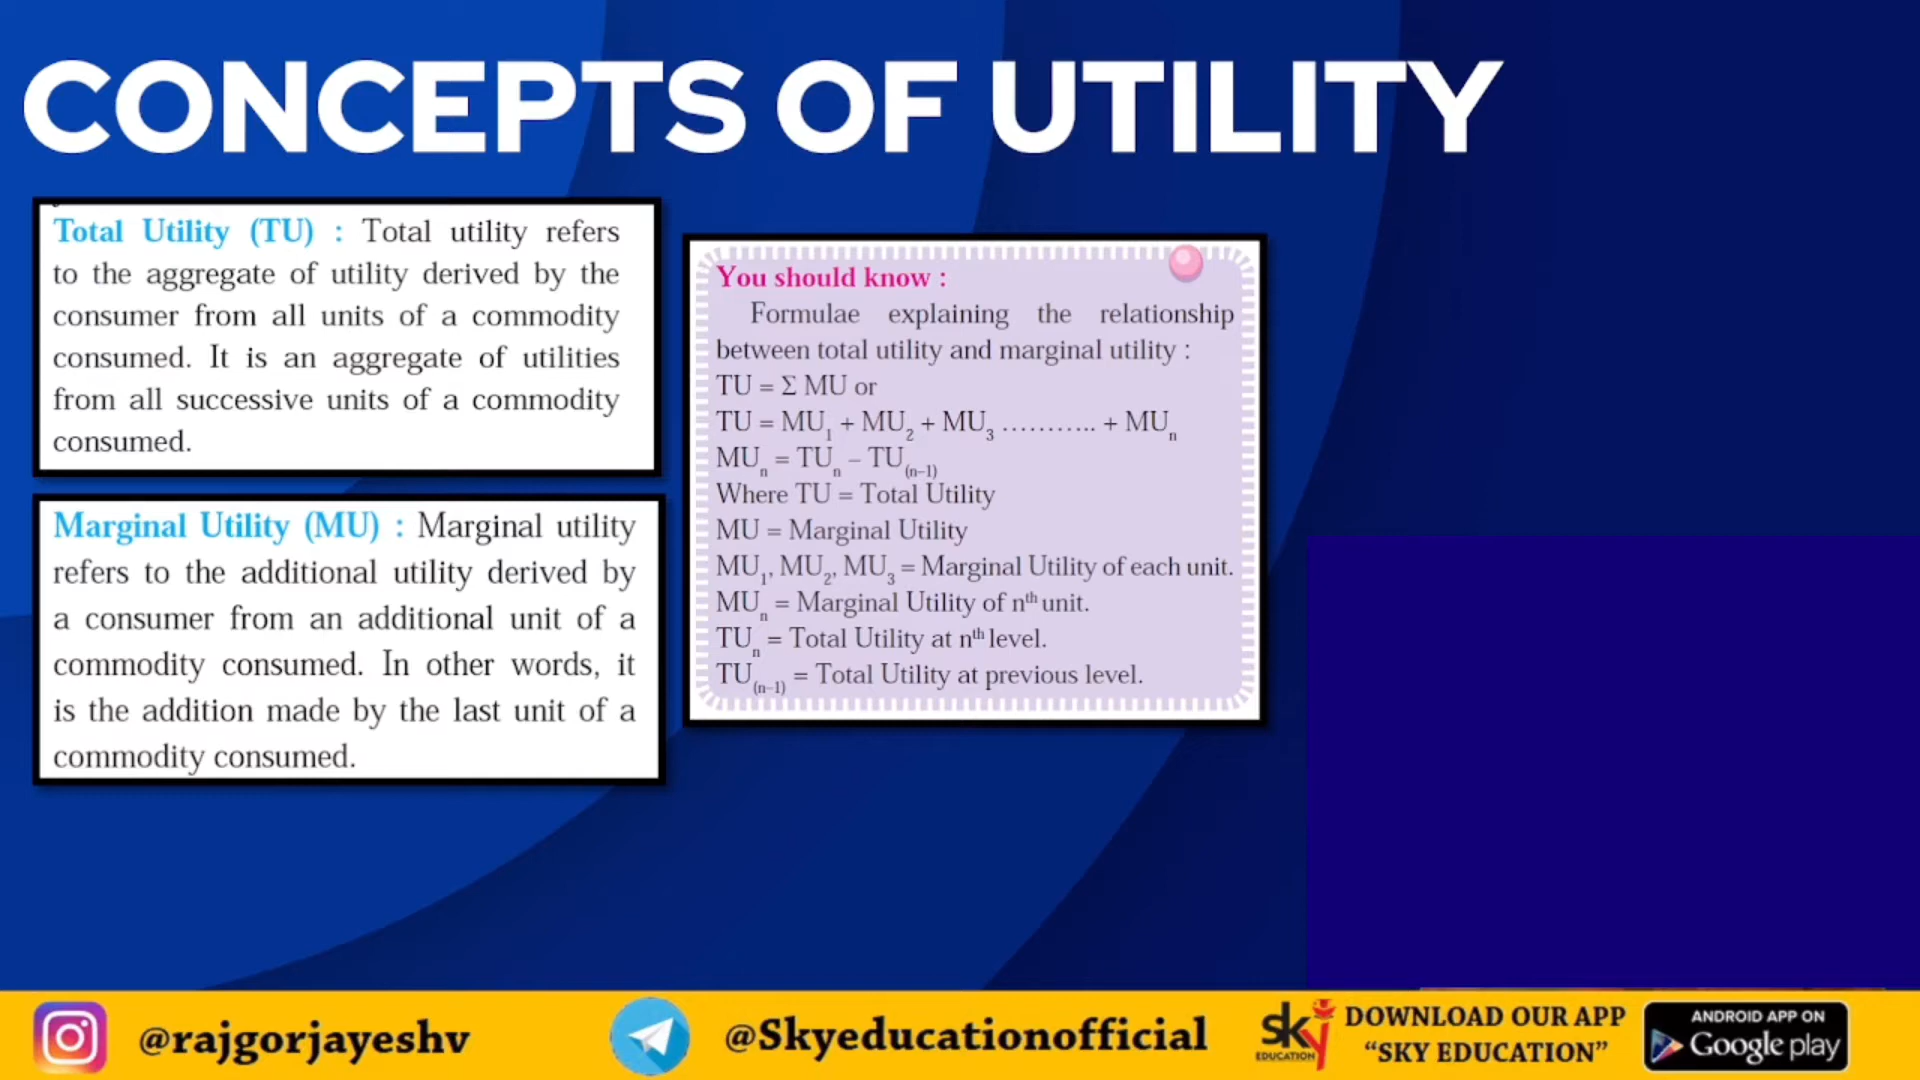 CONCEPTS OF UTILITY
Total Utility (TU) : Total utility refers
to the aggregate of utility derived by the
consumer from all units of a commodity
consumed. It is an aggregate of utilities
from all successive units of a commodity
consumed.
Marginal Utility (MU) : Marginal utility
refers to the additional utility derived by
a consumer from an additional unit of a
commodity consumed. In other words, it
is the addition made by the last unit of a
commodity consumed.
You should know :
Formulae explaining the relationship
between total utility and marginal utility :
TU = Σ MU or
TU = MU₁ + MU₂ + MU₃ ……….. + MUₙ
MUₙ = TUₙ – TU₍ₙ₋₁₎
Where TU = Total Utility
MU = Marginal Utility
MU₁, MU₂, MU₃ = Marginal Utility of each unit.
MUₙ = Marginal Utility of nᵗʰ unit.
TUₙ = Total Utility at nᵗʰ level.
TU₍ₙ₋₁₎ = Total Utility at previous level.
@rajgorjayeshv
@Skyeducationofficial
sky
EDUCATION
DOWNLOAD OUR APP
“SKY EDUCATION”
ANDROID APP ON
Google play